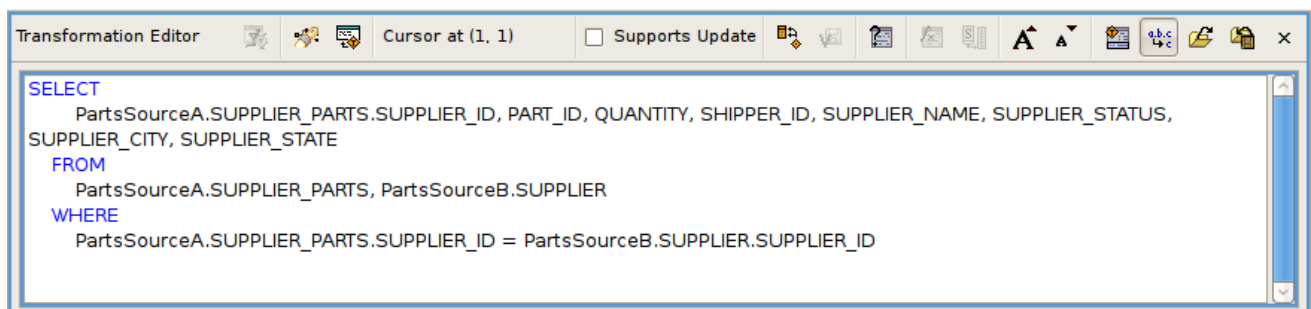 Transformation Editor Cursor at (1, 1) Supports Update
SELECT
PartsSourceA.SUPPLIER_PARTS.SUPPLIER_ID, PART_ID, QUANTITY, SHIPPER_ID, SUPPLIER_NAME, SUPPLIER_STATUS,
SUPPLIER_CITY, SUPPLIER_STATE
FROM
PartsSourceA.SUPPLIER_PARTS, PartsSourceB.SUPPLIER
WHERE
PartsSourceA.SUPPLIER_PARTS.SUPPLIER_ID = PartsSourceB.SUPPLIER.SUPPLIER_ID